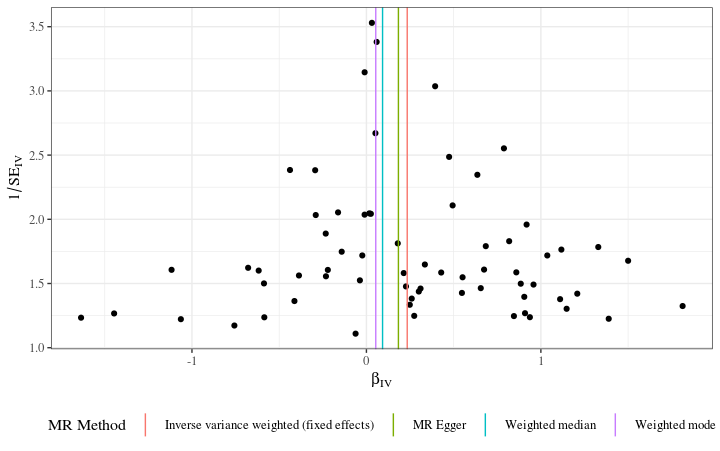 3.5
3.0
2.5
2.0
1.5
1.0
1/SE_IV
-1
0
1
β_IV
MR Method
Inverse variance weighted (fixed effects)
MR Egger
Weighted median
Weighted mode